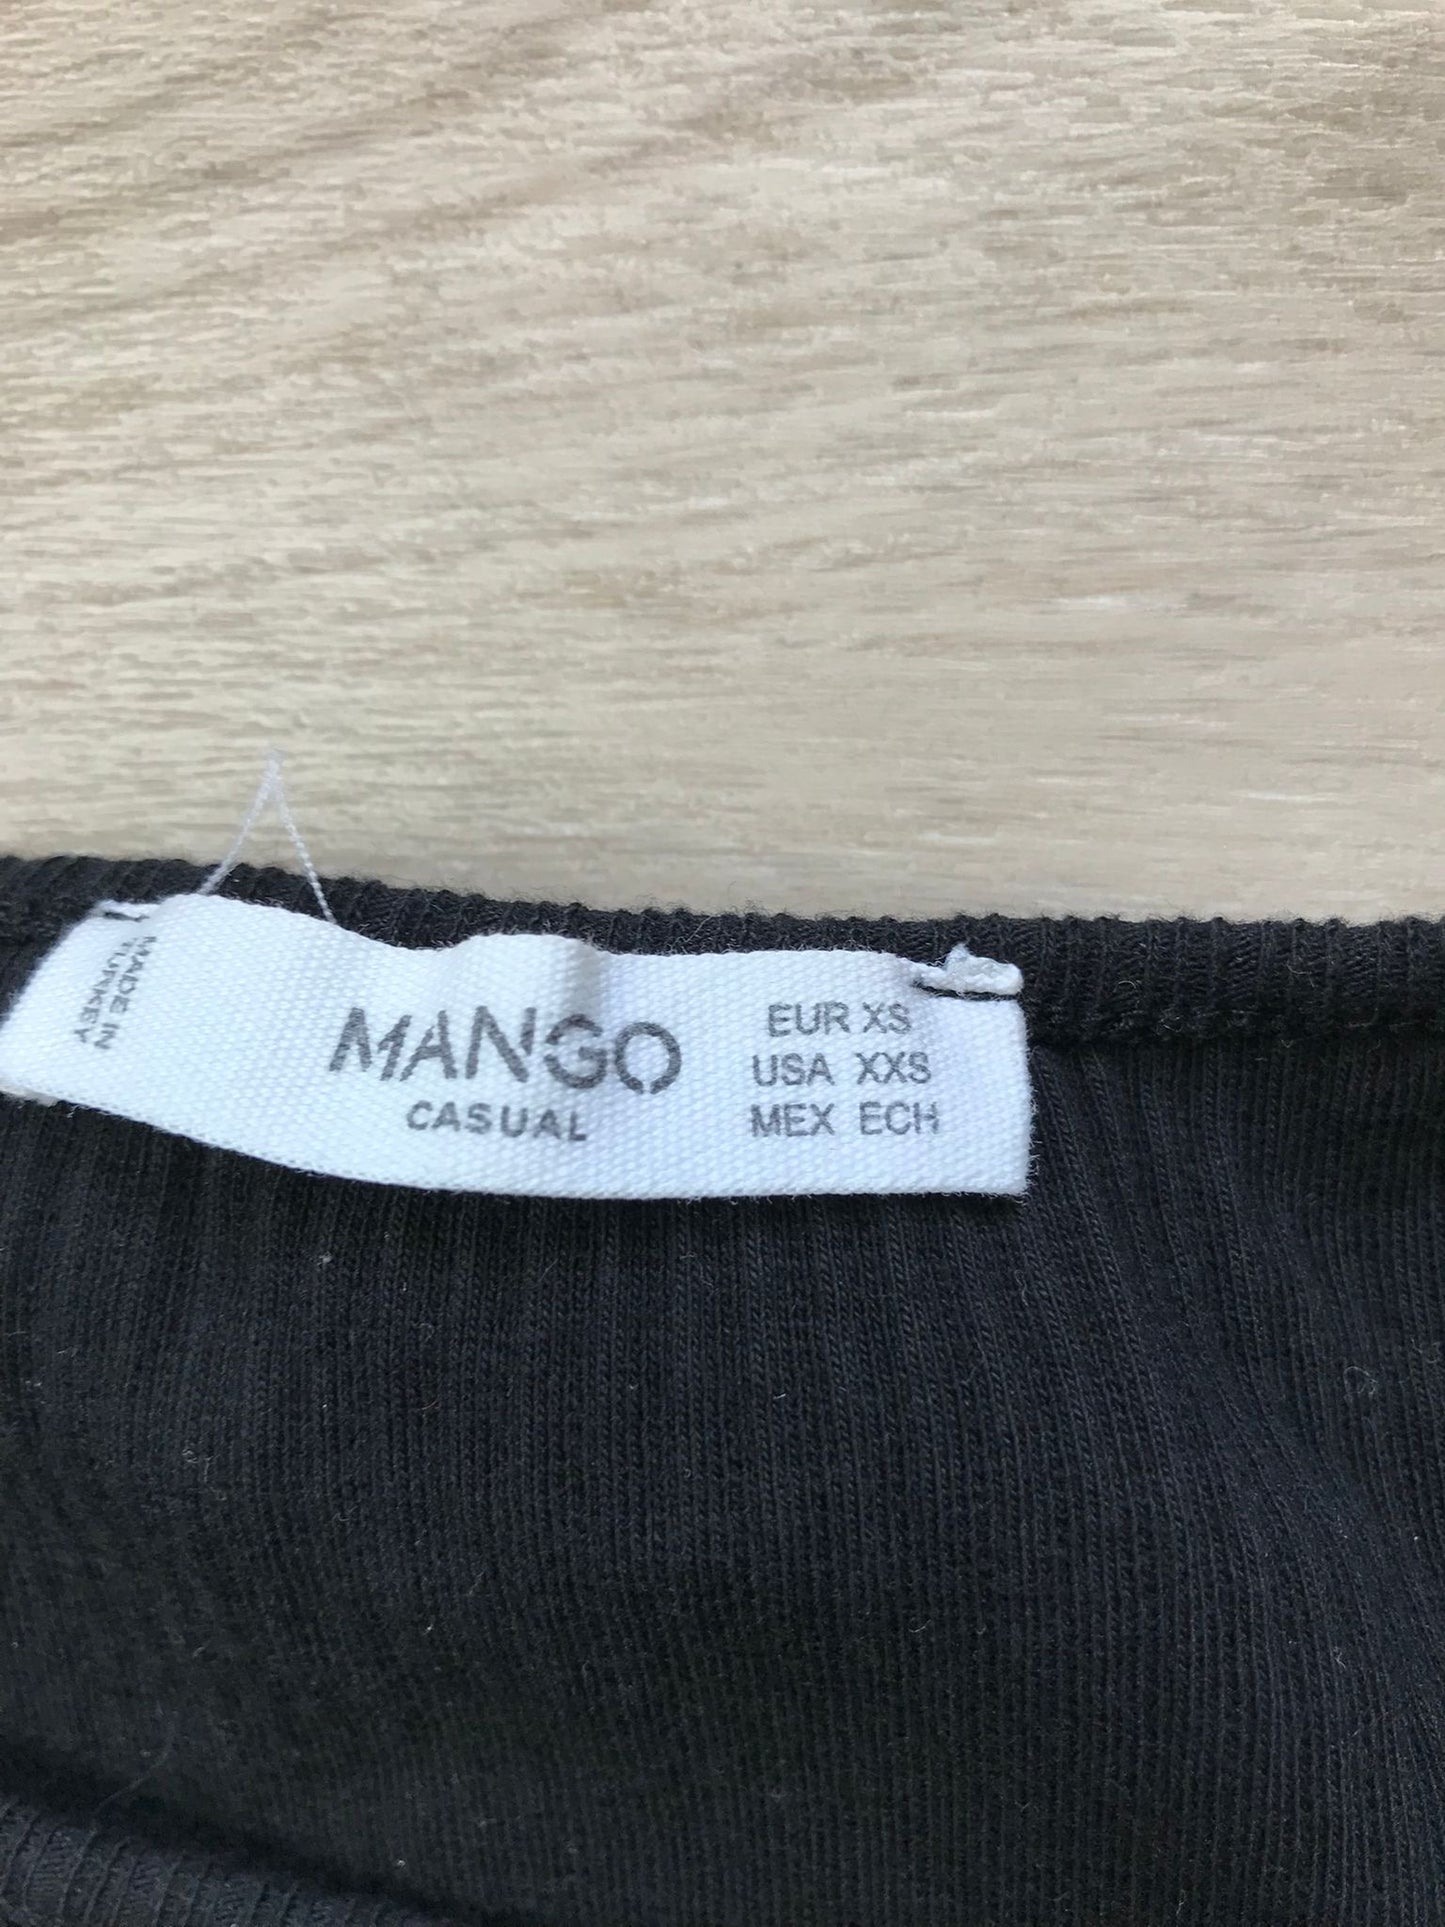 MADE IN
TURKEY
MANGO
CASUAL
EUR XS
USA XXS
MEX ECH